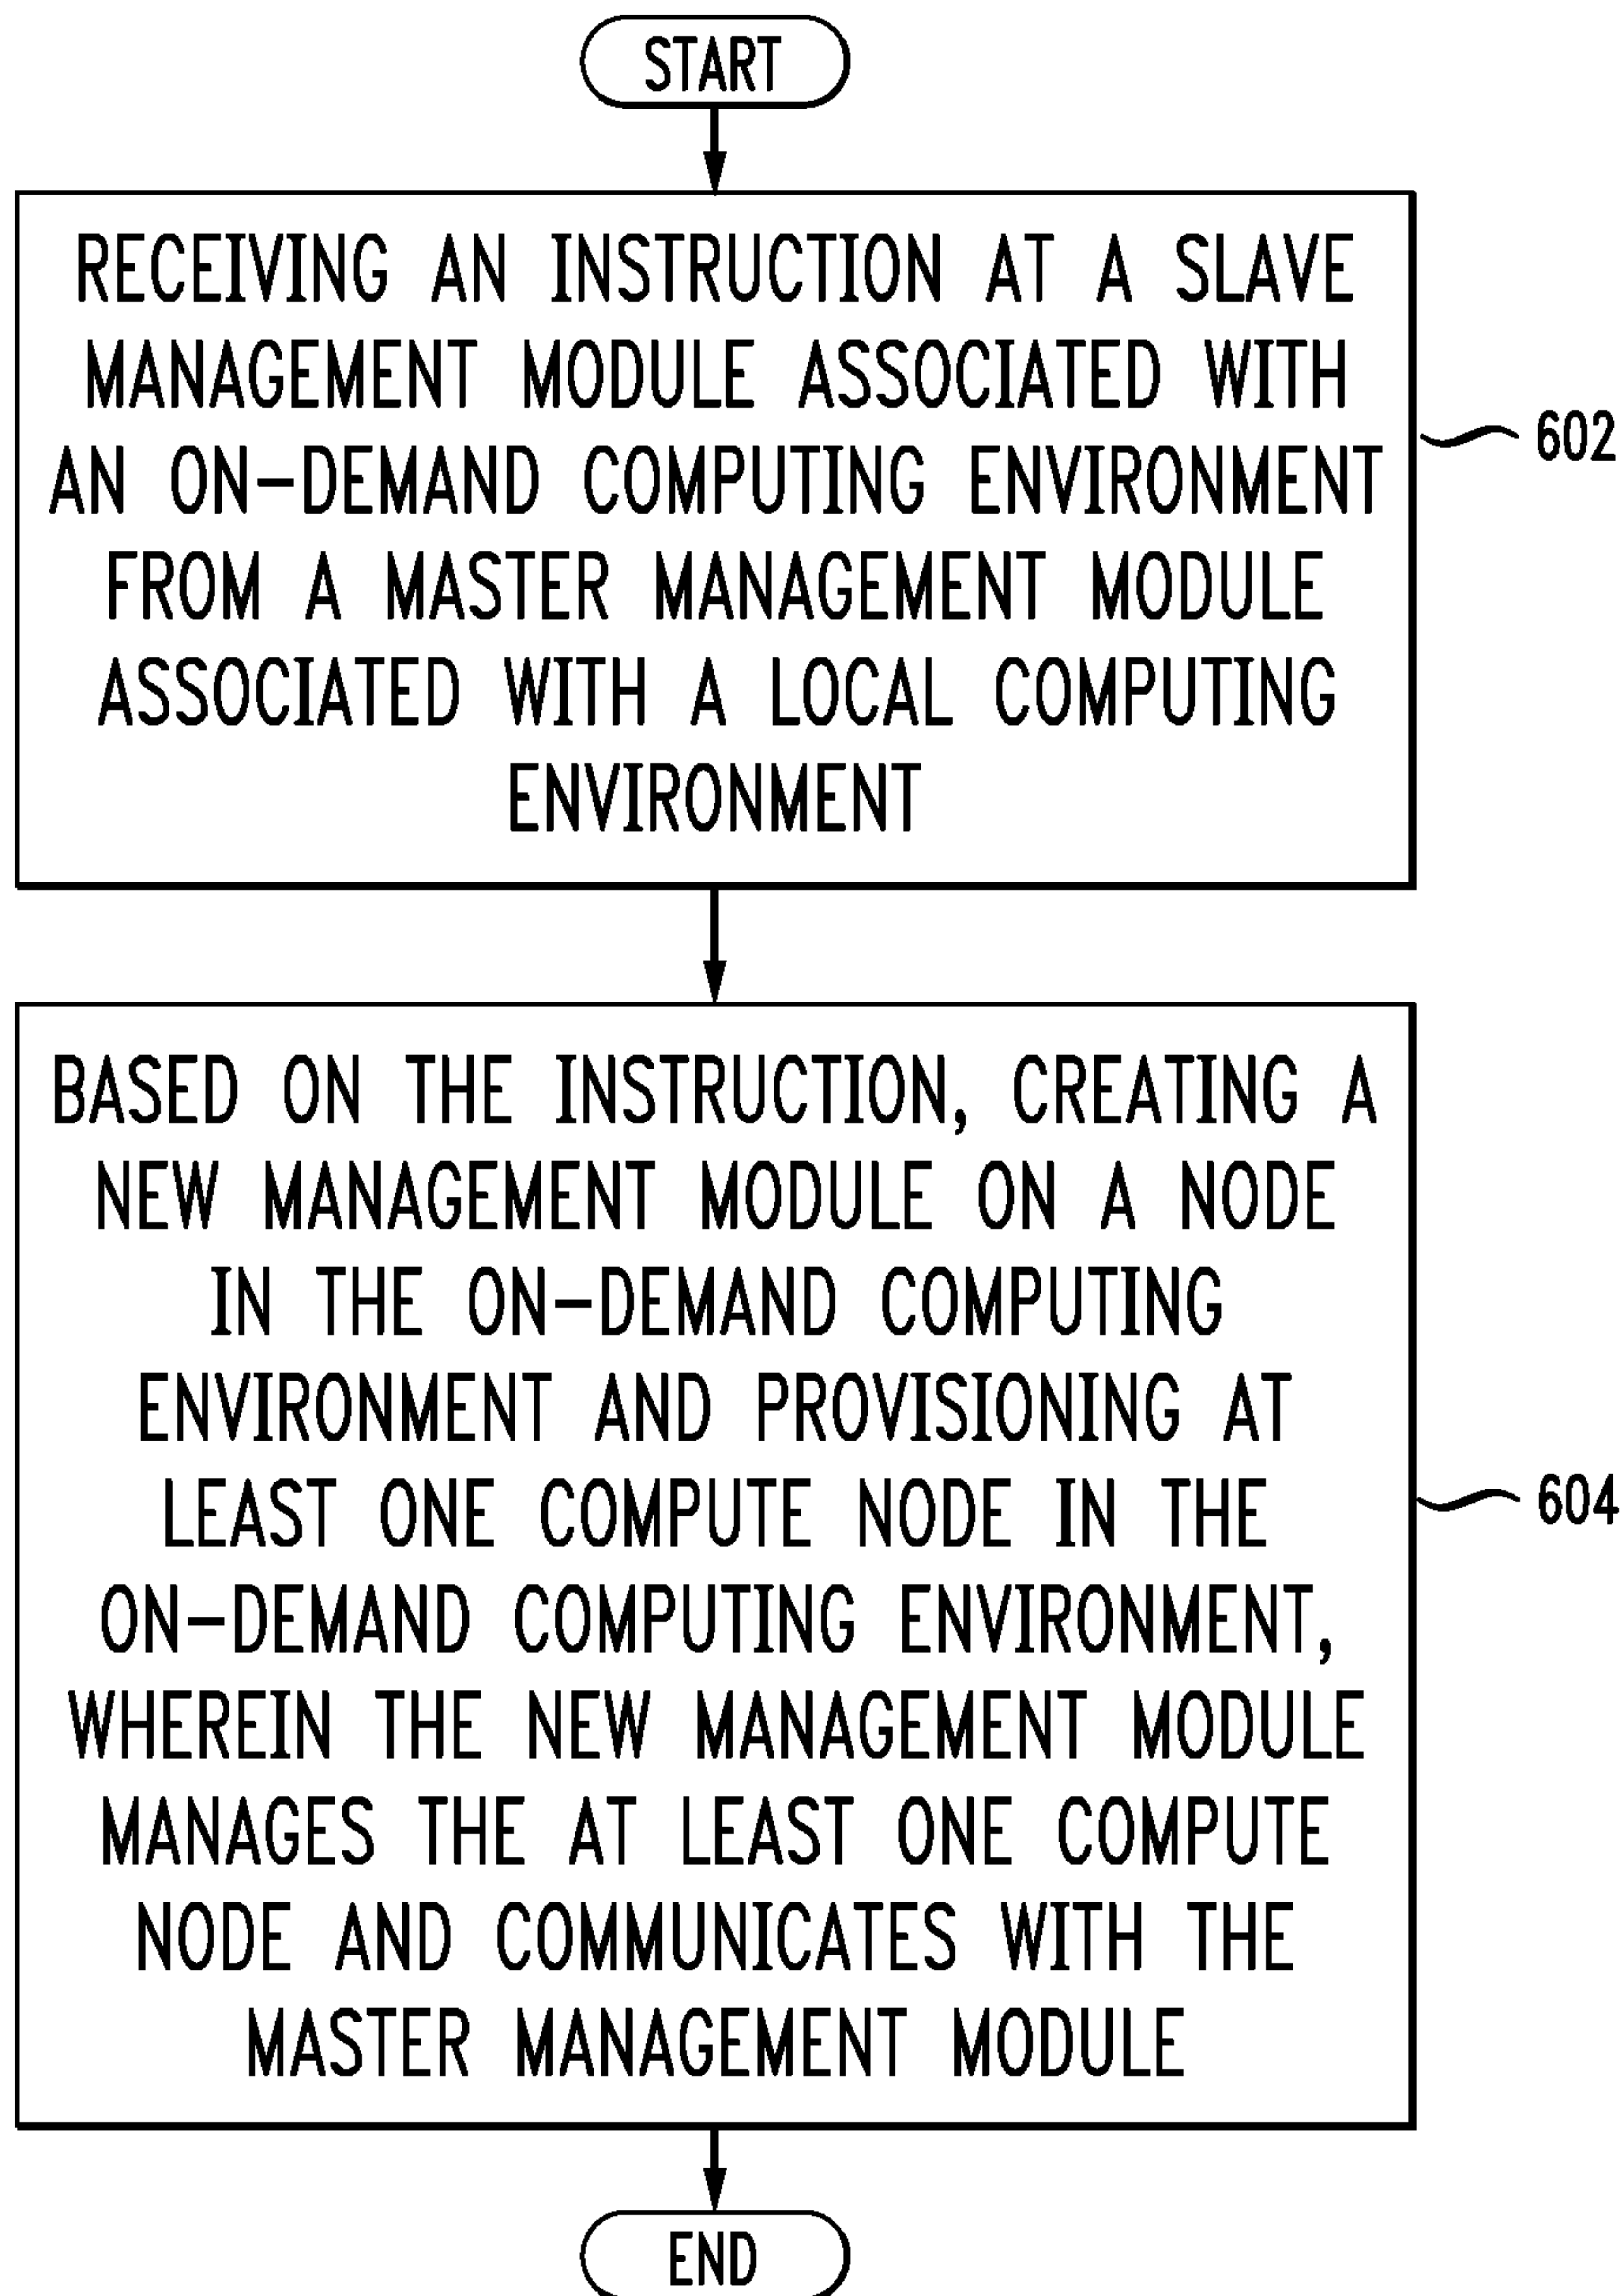 START
RECEIVING AN INSTRUCTION AT A SLAVE
MANAGEMENT MODULE ASSOCIATED WITH
AN ON-DEMAND COMPUTING ENVIRONMENT
FROM A MASTER MANAGEMENT MODULE
ASSOCIATED WITH A LOCAL COMPUTING
ENVIRONMENT
602
BASED ON THE INSTRUCTION, CREATING A
NEW MANAGEMENT MODULE ON A NODE
IN THE ON-DEMAND COMPUTING
ENVIRONMENT AND PROVISIONING AT
LEAST ONE COMPUTE NODE IN THE
ON-DEMAND COMPUTING ENVIRONMENT,
WHEREIN THE NEW MANAGEMENT MODULE
MANAGES THE AT LEAST ONE COMPUTE
NODE AND COMMUNICATES WITH THE
MASTER MANAGEMENT MODULE
604
END